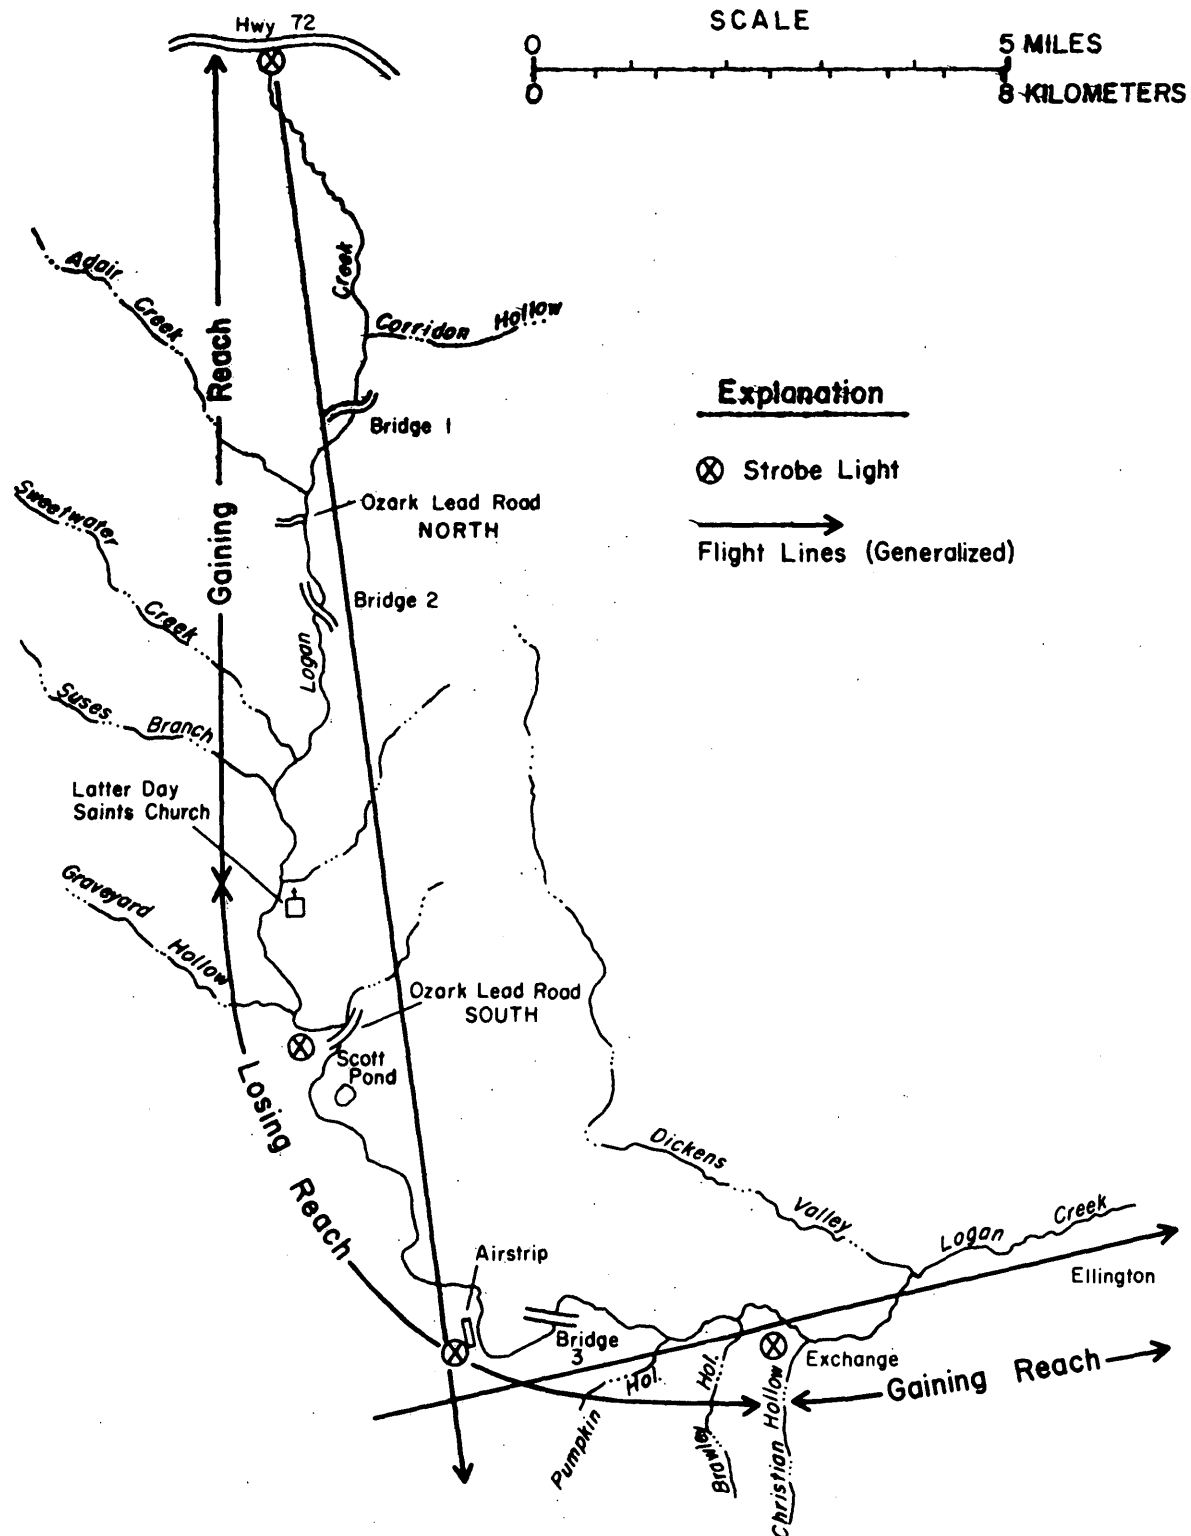 Hwy 72
SCALE
0 5 MILES
0 8 KILOMETERS
Adair
Creek
Creek
Corridon Hollow
Reach
Gaining
Bridge 1
Explanation
Strobe Light
Flight Lines (Generalized)
Ozark Lead Road
NORTH
Sweetwater
Creek
Bridge 2
Logan
Suses Branch
Latter Day
Saints Church
Graveyard
Hollow
Ozark Lead Road
SOUTH
Scott
Pond
Losing Reach
Dickens
Valley
Logan Creek
Airstrip
Ellington
Bridge
3
Exchange
Gaining Reach
Pumpkin Hol.
Brawley Hol.
Christian Hollow